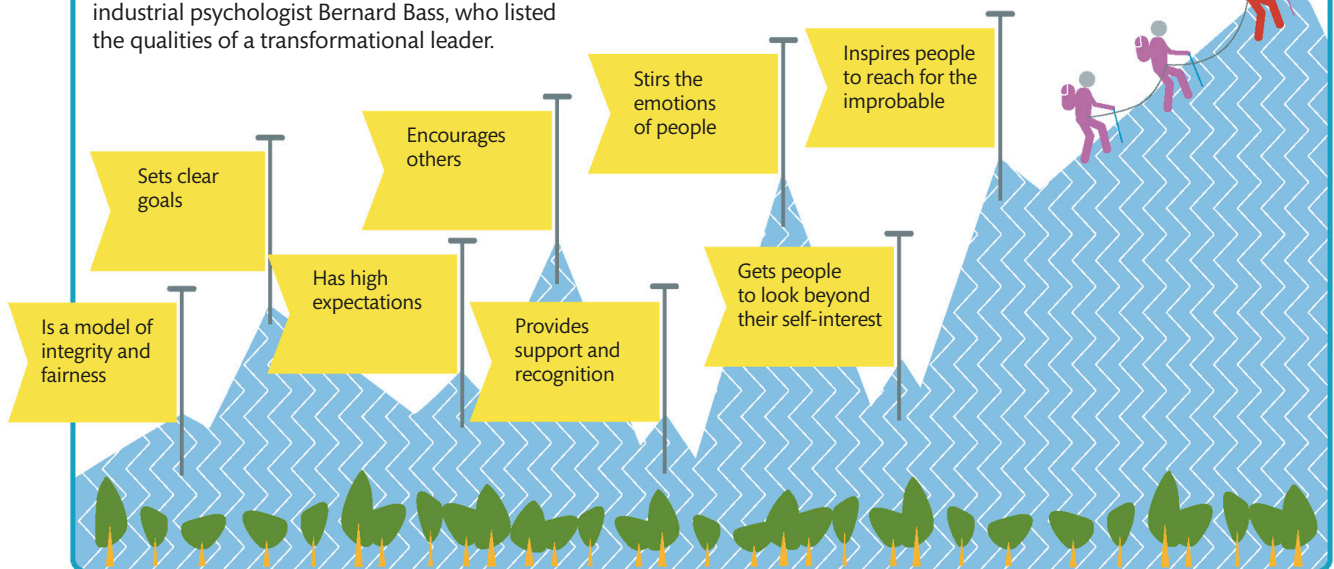 industrial psychologist Bernard Bass, who listed
the qualities of a transformational leader.
Is a model of
integrity and
fairness
Sets clear
goals
Has high
expectations
Encourages
others
Provides
support and
recognition
Stirs the
emotions
of people
Gets people
to look beyond
their self-interest
Inspires people
to reach for the
improbable